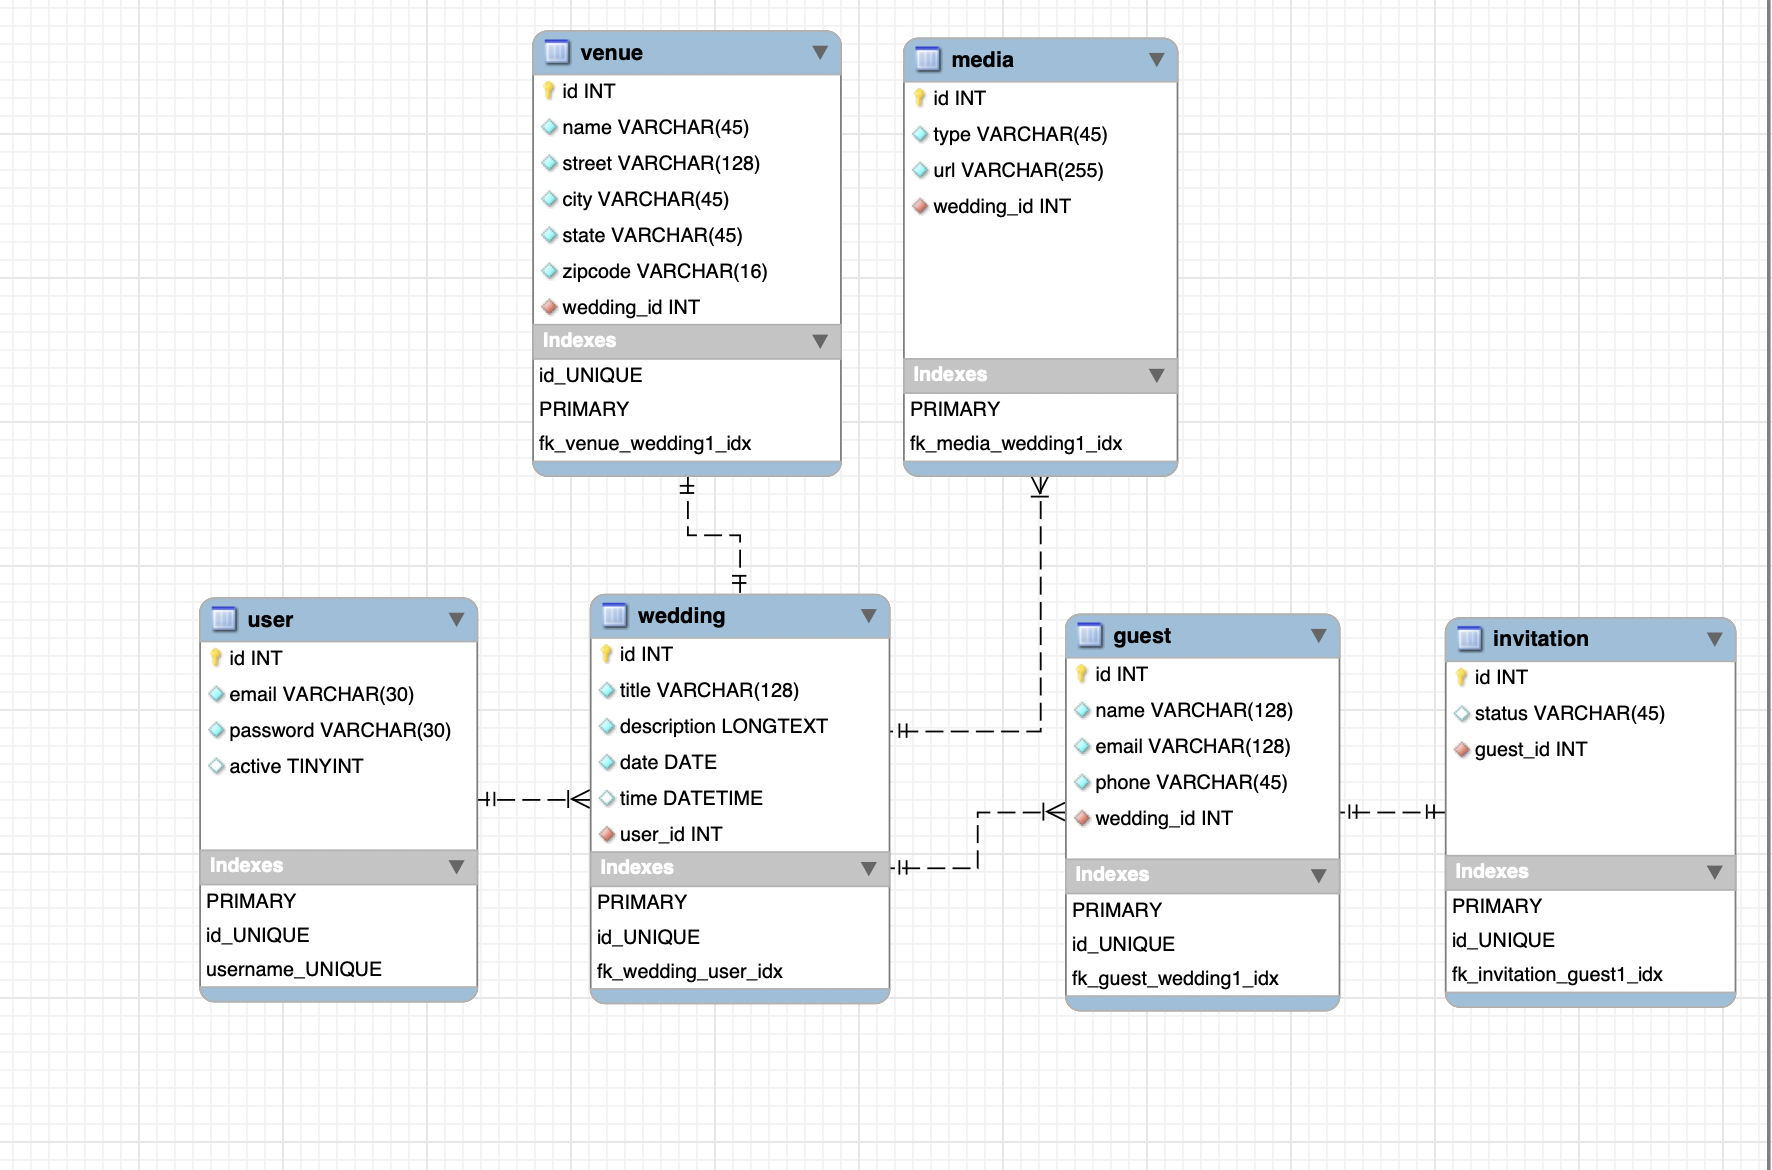 venue
id INT
name VARCHAR(45)
street VARCHAR(128)
city VARCHAR(45)
state VARCHAR(45)
zipcode VARCHAR(16)
wedding_id INT
Indexes
id_UNIQUE
PRIMARY
fk_venue_wedding1_idx
media
id INT
type VARCHAR(45)
url VARCHAR(255)
wedding_id INT
Indexes
PRIMARY
fk_media_wedding1_idx
user
id INT
email VARCHAR(30)
password VARCHAR(30)
active TINYINT
Indexes
PRIMARY
id_UNIQUE
username_UNIQUE
wedding
id INT
title VARCHAR(128)
description LONGTEXT
date DATE
time DATETIME
user_id INT
Indexes
PRIMARY
id_UNIQUE
fk_wedding_user_idx
guest
id INT
name VARCHAR(128)
email VARCHAR(128)
phone VARCHAR(45)
wedding_id INT
Indexes
PRIMARY
id_UNIQUE
fk_guest_wedding1_idx
invitation
id INT
status VARCHAR(45)
guest_id INT
Indexes
PRIMARY
id_UNIQUE
fk_invitation_guest1_idx